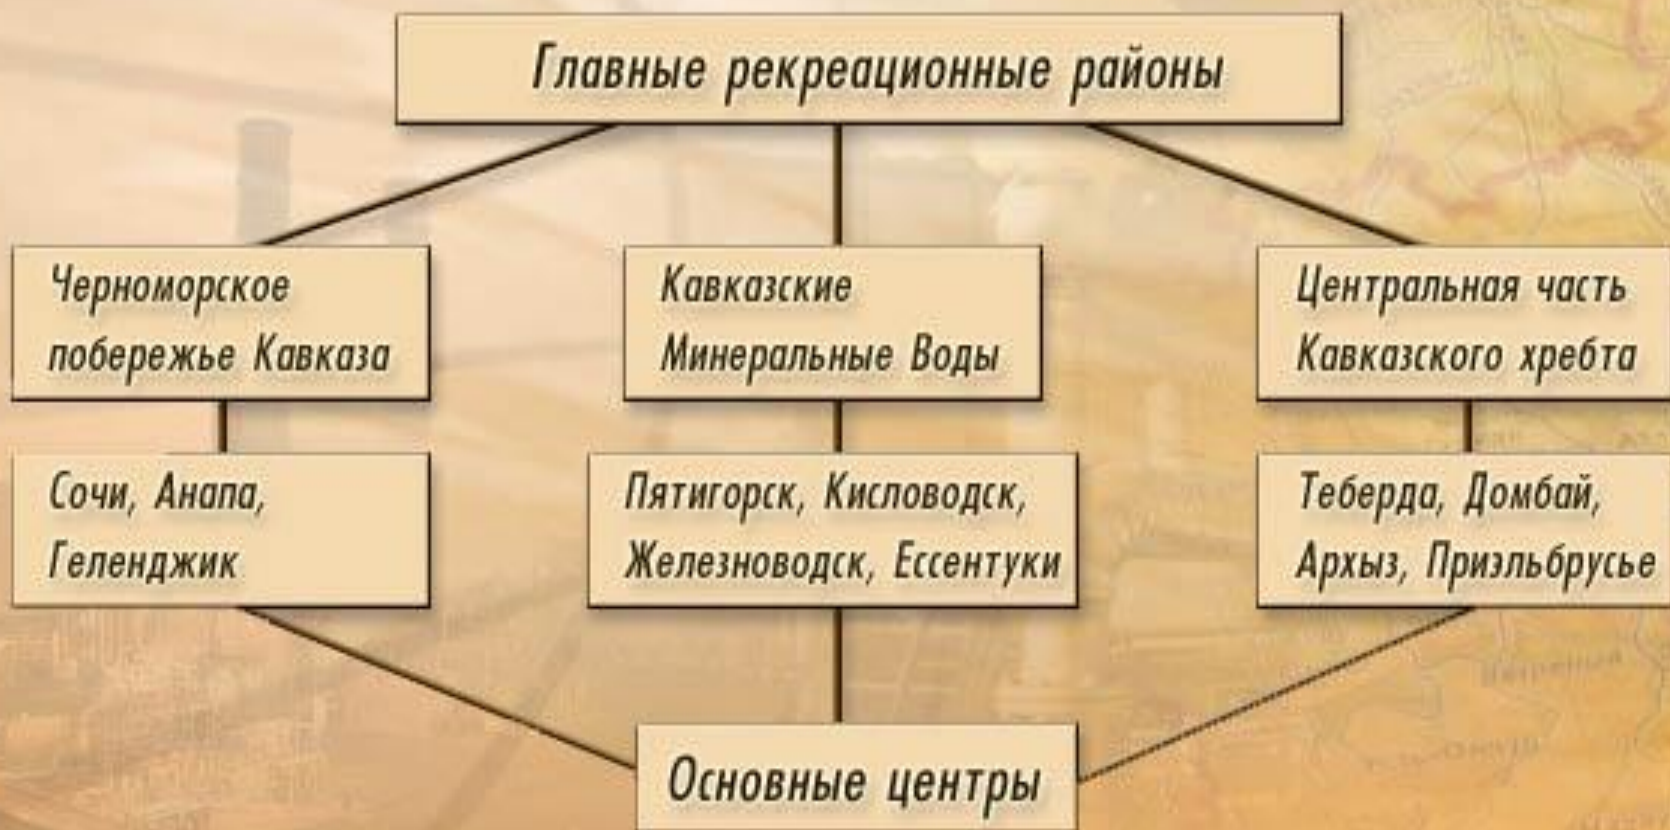 Главные рекреационные районы
Черноморское
побережье Кавказа
Кавказские
Минеральные Воды
Центральная часть
Кавказского хребта
Сочи, Анапа,
Геленджик
Пятигорск, Кисловодск,
Железноводск, Ессентуки
Теберда, Домбай,
Архыз, Приэльбрусье
Основные центры